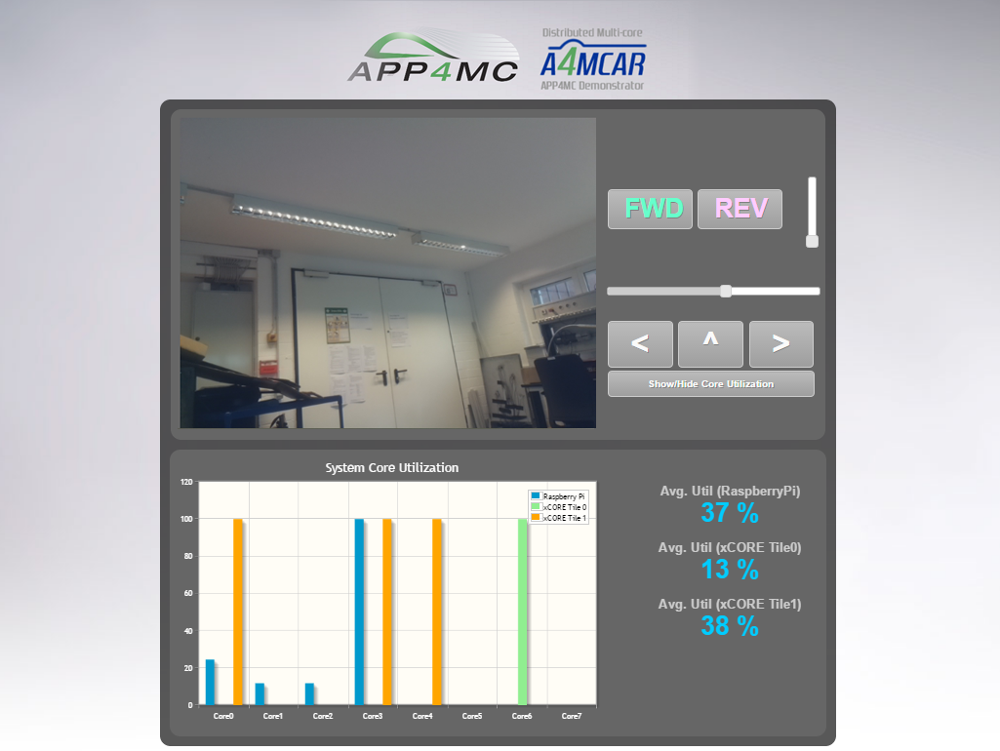 APP4MC
Distributed Multi-core
A4MCAR
APP4MC Demonstrator
FWD
REV
<
^
>
Show/Hide Core Utilization
System Core Utilization
120
100
80
60
40
20
0
Raspberry Pi
xCORE Tile 0
xCORE Tile 1
Core0
Core1
Core2
Core3
Core4
Core5
Core6
Core7
Avg. Util (RaspberryPi)
37 %
Avg. Util (xCORE Tile0)
13 %
Avg. Util (xCORE Tile1)
38 %